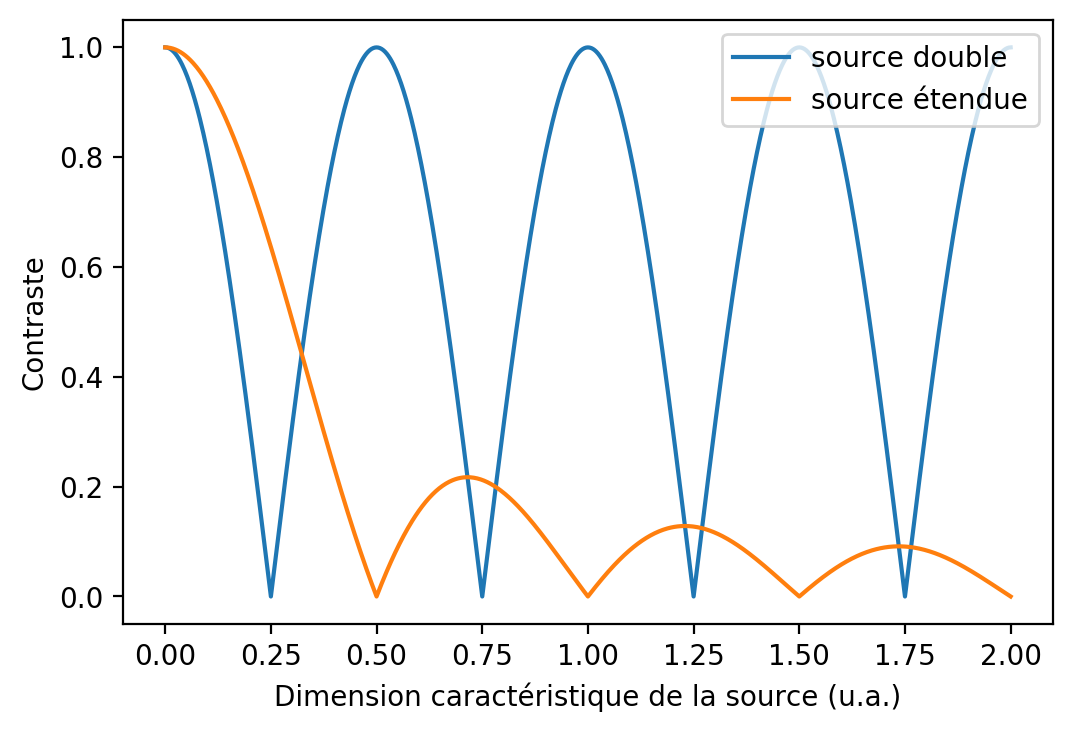 source double
source étendue
Contraste
1.0
0.8
0.6
0.4
0.2
0.0
0.00 0.25 0.50 0.75 1.00 1.25 1.50 1.75 2.00
Dimension caractéristique de la source (u.a.)